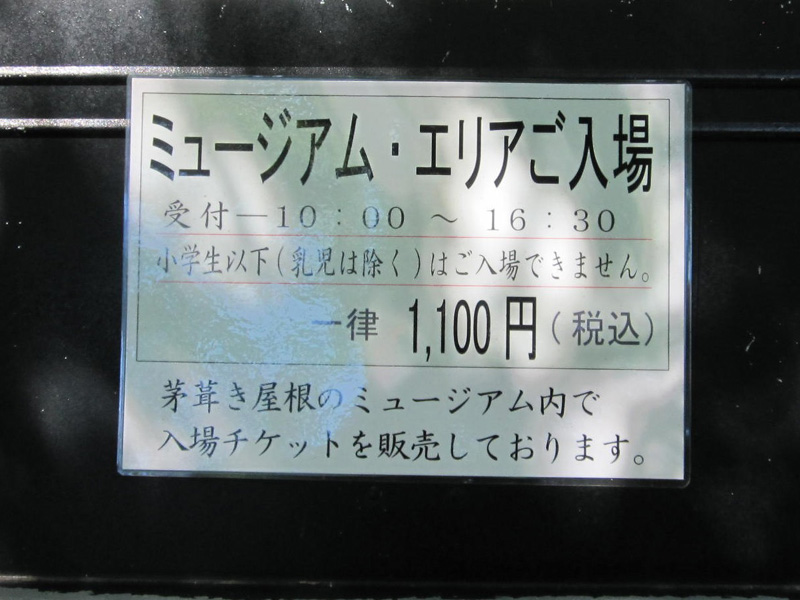 ミュージアム・エリアご入場
受付―10：00 ～ 16：30
小学生以下(乳児は除く)はご入場できません。
一律 1,100円(税込)
茅葺き屋根のミュージアム内で
入場チケットを販売しております。